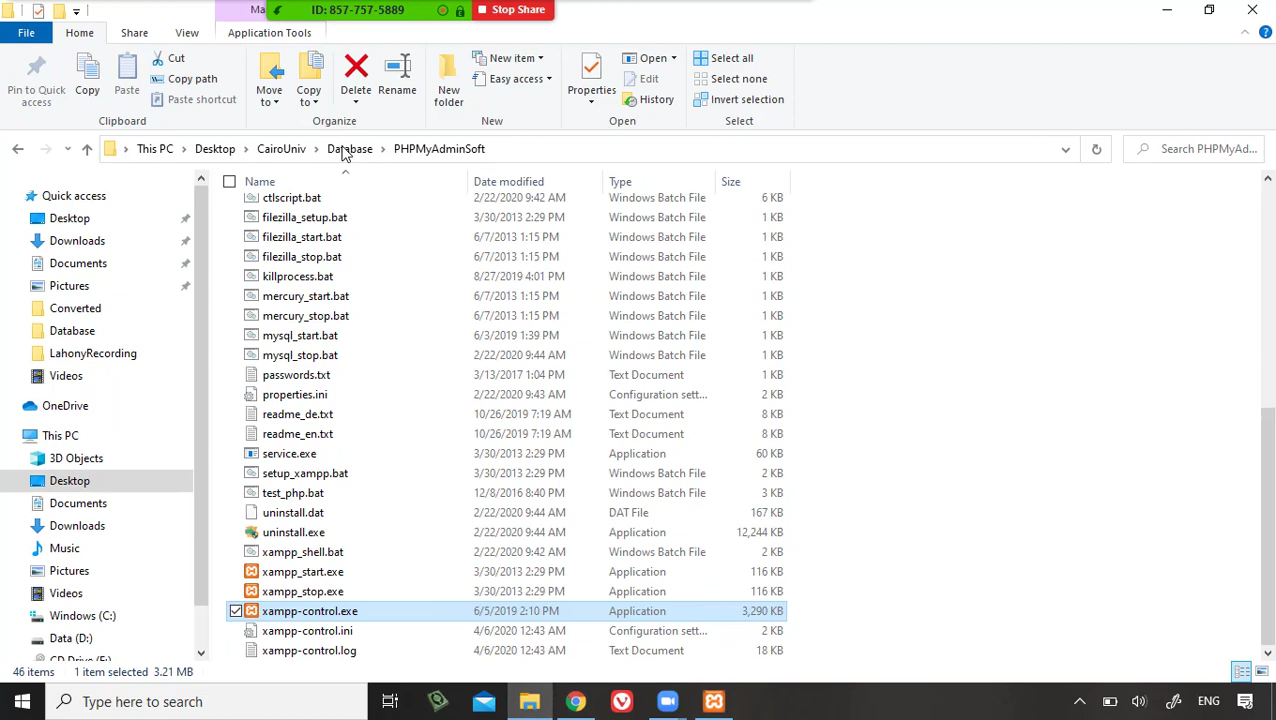 Ma
ID: 857-757-5889
Stop Share
File
Home
Share
View
Application Tools
Pin to Quick access
Copy
Paste
Cut
Copy path
Paste shortcut
Clipboard
Move to
Copy to
Delete
Rename
Organize
New folder
New item
Easy access
New
Properties
Open
Edit
History
Open
Select all
Select none
Invert selection
Select
This PC > Desktop > CairoUniv > Database > PHPMyAdminSoft
Search PHPMyAd...
Quick access
Desktop
Downloads
Documents
Pictures
Converted
Database
LahonyRecording
Videos
OneDrive
This PC
3D Objects
Desktop
Documents
Downloads
Music
Pictures
Videos
Windows (C:)
Data (D:)
CD Drive (F:)
Name Date modified Type Size
ctlscript.bat 2/22/2020 9:42 AM Windows Batch File 6 KB
filezilla_setup.bat 3/30/2013 2:29 PM Windows Batch File 1 KB
filezilla_start.bat 6/7/2013 1:15 PM Windows Batch File 1 KB
filezilla_stop.bat 6/7/2013 1:15 PM Windows Batch File 1 KB
killprocess.bat 8/27/2019 4:01 PM Windows Batch File 1 KB
mercury_start.bat 6/7/2013 1:15 PM Windows Batch File 1 KB
mercury_stop.bat 6/7/2013 1:15 PM Windows Batch File 1 KB
mysql_start.bat 6/3/2019 1:39 PM Windows Batch File 1 KB
mysql_stop.bat 2/22/2020 9:44 AM Windows Batch File 1 KB
passwords.txt 3/13/2017 1:04 PM Text Document 1 KB
properties.ini 2/22/2020 9:43 AM Configuration sett... 2 KB
readme_de.txt 10/26/2019 7:19 AM Text Document 8 KB
readme_en.txt 10/26/2019 7:19 AM Text Document 8 KB
service.exe 3/30/2013 2:29 PM Application 60 KB
setup_xampp.bat 3/30/2013 2:29 PM Windows Batch File 2 KB
test_php.bat 12/8/2016 8:40 PM Windows Batch File 3 KB
uninstall.dat 2/22/2020 9:44 AM DAT File 167 KB
uninstall.exe 2/22/2020 9:44 AM Application 12,244 KB
xampp_shell.bat 2/22/2020 9:42 AM Windows Batch File 2 KB
xampp_start.exe 3/30/2013 2:29 PM Application 116 KB
xampp_stop.exe 3/30/2013 2:29 PM Application 116 KB
xampp-control.exe 6/5/2019 2:10 PM Application 3,290 KB
xampp-control.ini 4/6/2020 12:43 AM Configuration sett... 2 KB
xampp-control.log 4/6/2020 12:43 AM Text Document 18 KB
46 items 1 item selected 3.21 MB
Type here to search
ENG